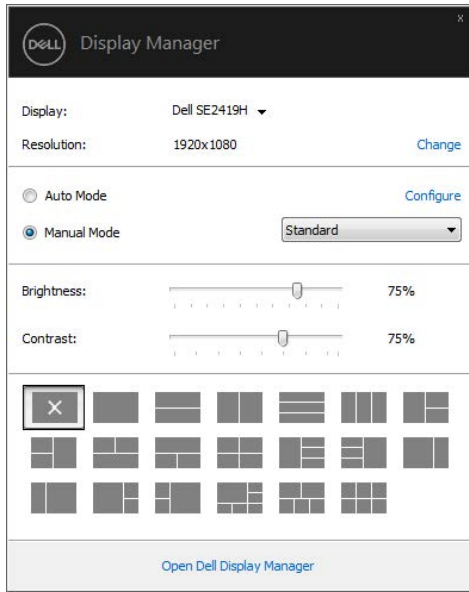 x
DELL Display Manager
Display: Dell SE2419H
Resolution: 1920x1080 Change
Auto Mode Configure
Manual Mode Standard
Brightness: 75%
Contrast: 75%
Open Dell Display Manager